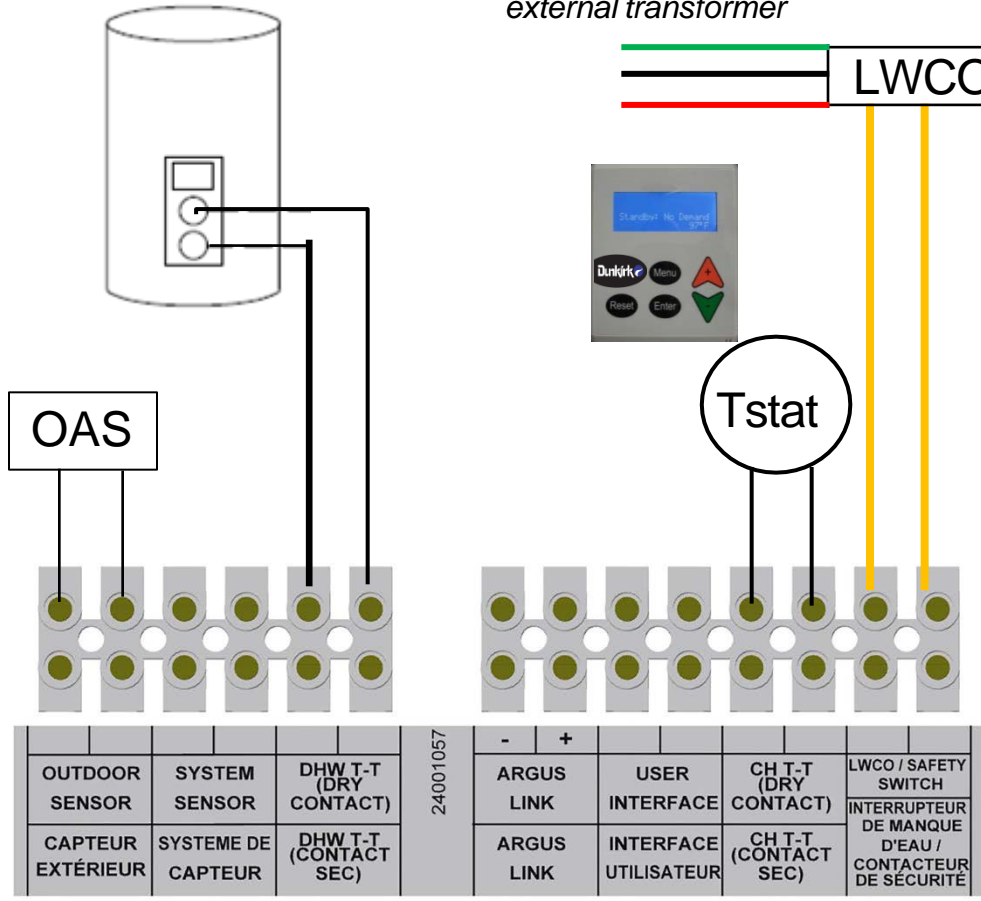 external transformer
LWCO
Standby: No Demand
97°F
Dunkirk
Menu
+
Reset
Enter
-
Tstat
OAS
24001057
OUTDOOR
SENSOR
SYSTEM
SENSOR
DHW T-T
(DRY
CONTACT)
- +
ARGUS
LINK
USER
INTERFACE
CH T-T
(DRY
CONTACT)
LWCO / SAFETY
SWITCH
CAPTEUR
EXTÉRIEUR
SYSTEME DE
CAPTEUR
DHW T-T
(CONTACT
SEC)
ARGUS
LINK
INTERFACE
UTILISATEUR
CH T-T
(CONTACT
SEC)
INTERRUPTEUR
DE MANQUE
D'EAU /
CONTACTEUR
DE SÉCURITÉ